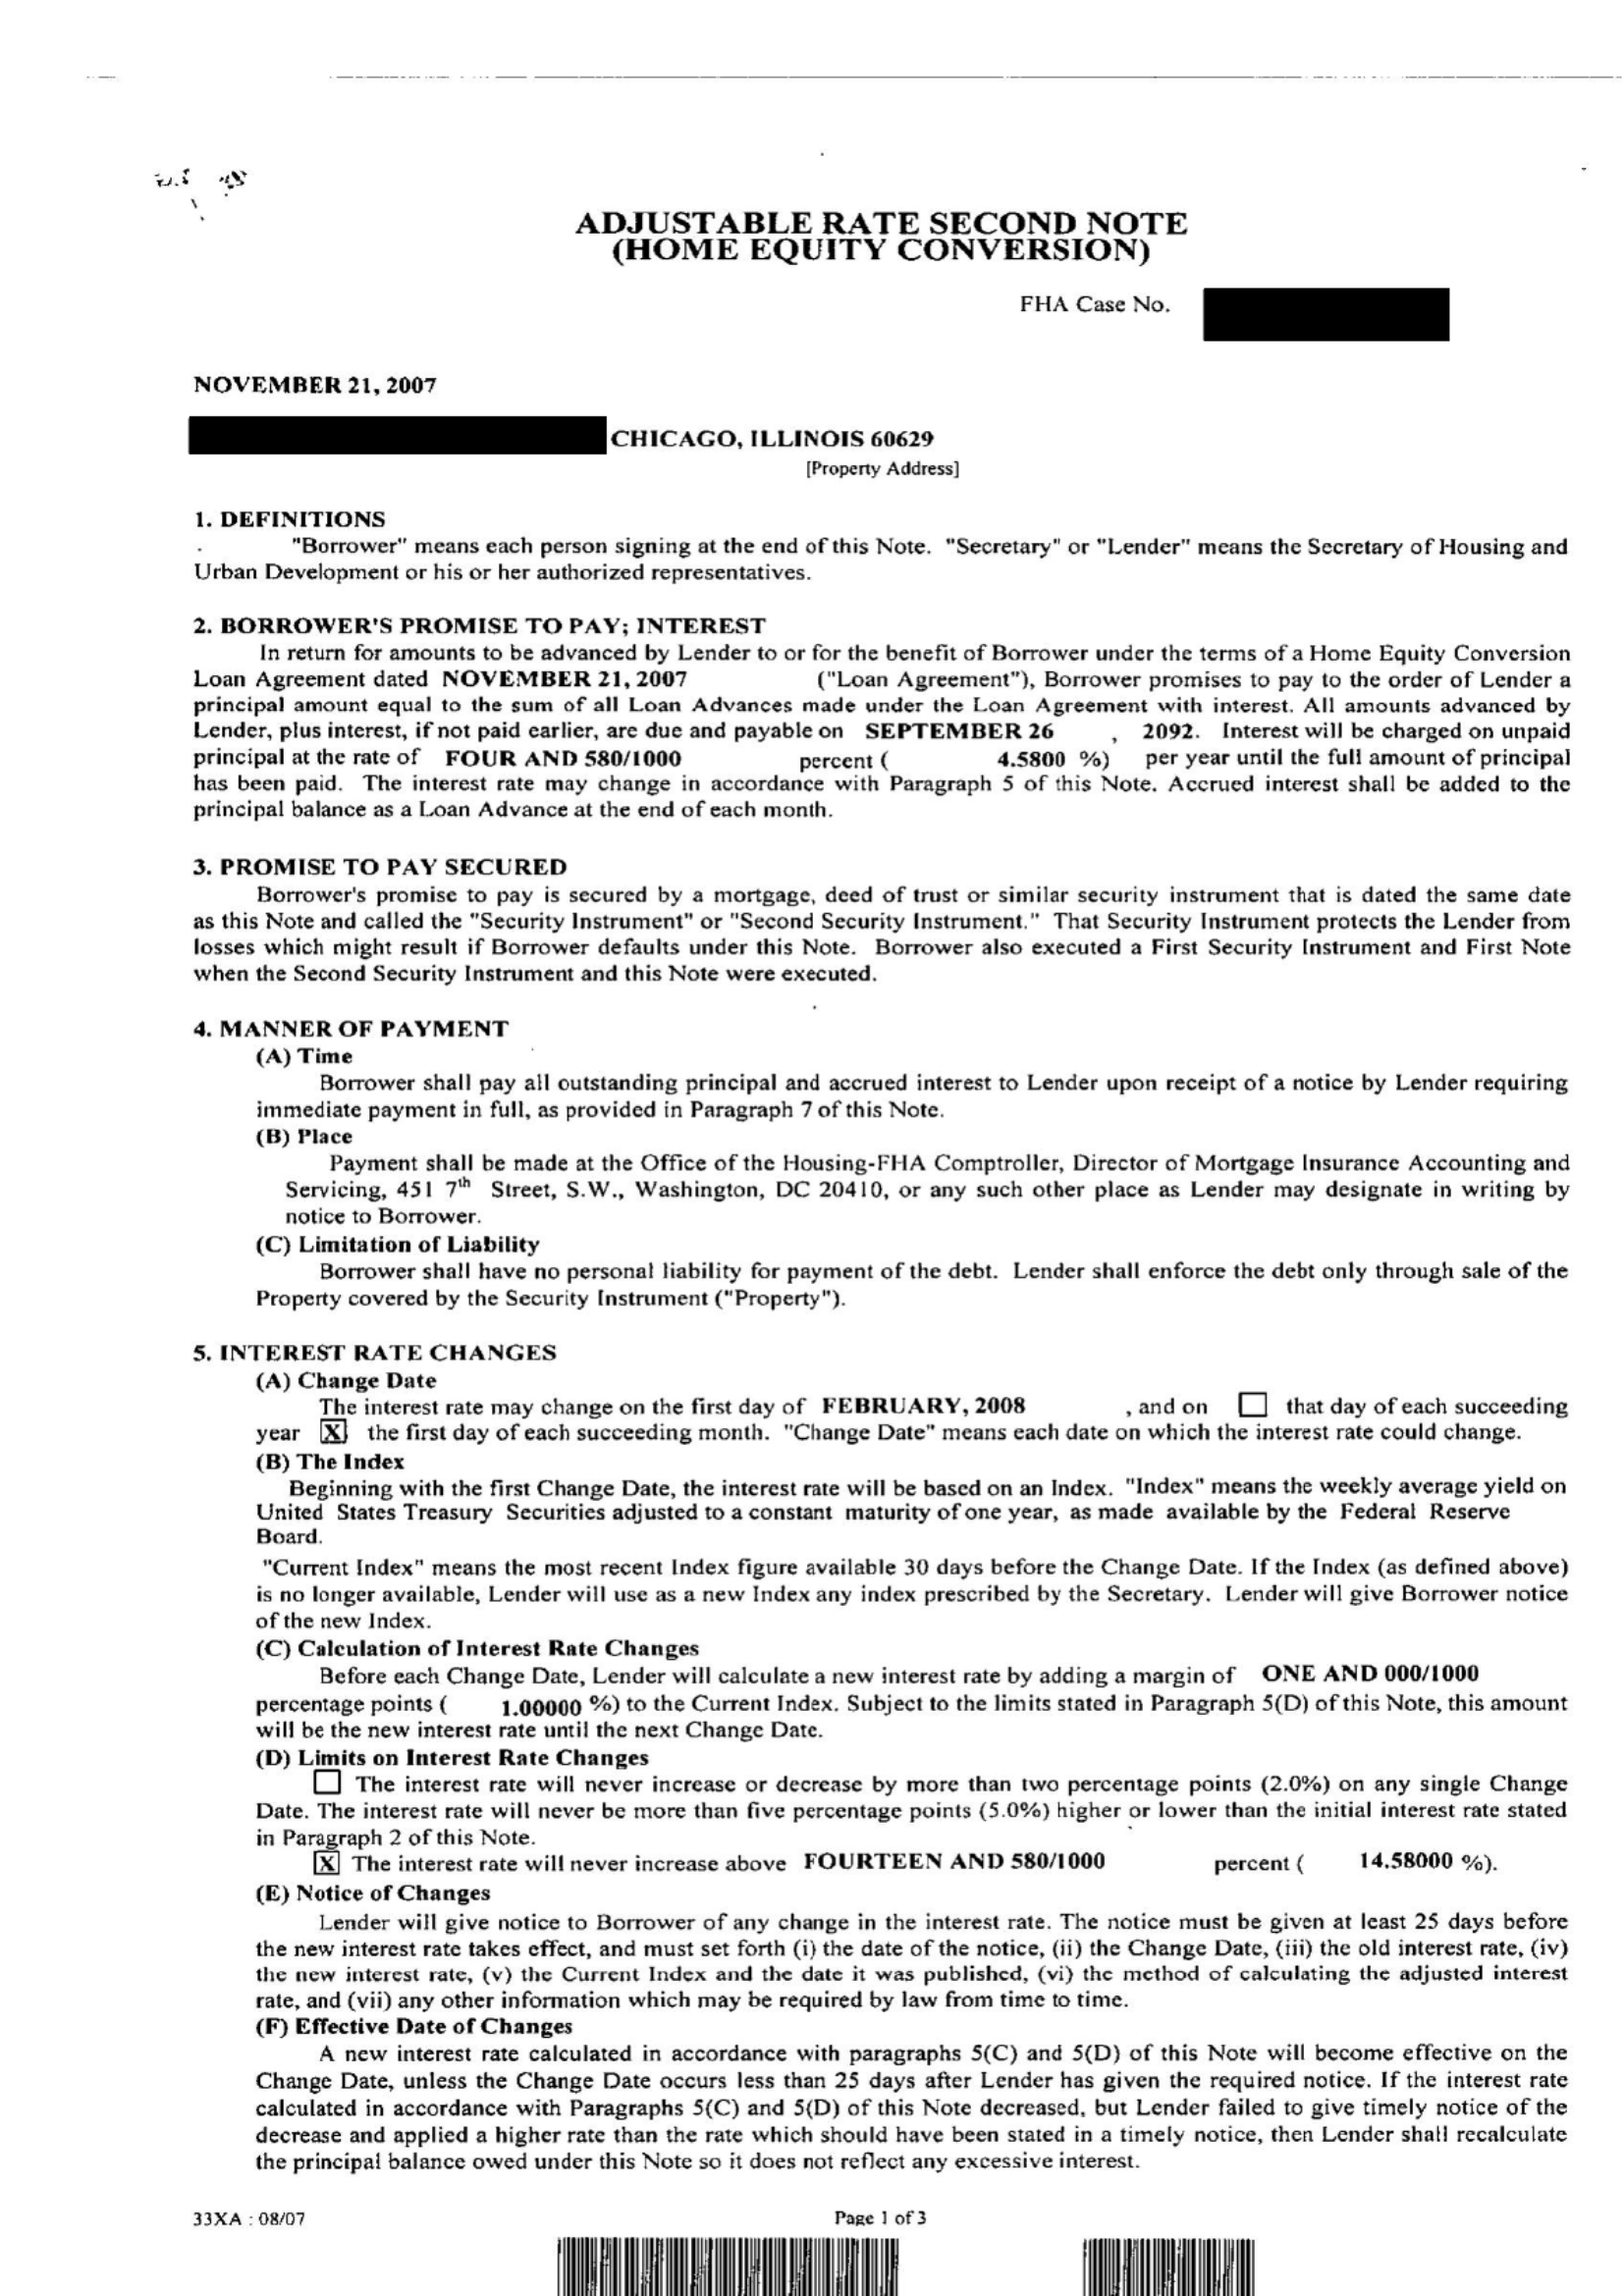 ADJUSTABLE RATE SECOND NOTE
(HOME EQUITY CONVERSION)
FHA Case No.
NOVEMBER 21, 2007
CHICAGO, ILLINOIS 60629
[Property Address]
1. DEFINITIONS
"Borrower" means each person signing at the end of this Note. "Secretary" or "Lender" means the Secretary of Housing and
Urban Development or his or her authorized representatives.
2. BORROWER'S PROMISE TO PAY; INTEREST
In return for amounts to be advanced by Lender to or for the benefit of Borrower under the terms of a Home Equity Conversion
Loan Agreement dated NOVEMBER 21, 2007 ("Loan Agreement"), Borrower promises to pay to the order of Lender a
principal amount equal to the sum of all Loan Advances made under the Loan Agreement with interest. All amounts advanced by
Lender, plus interest, if not paid earlier, are due and payable on SEPTEMBER 26 , 2092. Interest will be charged on unpaid
principal at the rate of FOUR AND 580/1000 percent ( 4.5800 %) per year until the full amount of principal
has been paid. The interest rate may change in accordance with Paragraph 5 of this Note. Accrued interest shall be added to the
principal balance as a Loan Advance at the end of each month.
3. PROMISE TO PAY SECURED
Borrower's promise to pay is secured by a mortgage, deed of trust or similar security instrument that is dated the same date
as this Note and called the "Security Instrument" or "Second Security Instrument." That Security Instrument protects the Lender from
losses which might result if Borrower defaults under this Note. Borrower also executed a First Security Instrument and First Note
when the Second Security Instrument and this Note were executed.
4. MANNER OF PAYMENT
(A) Time
Borrower shall pay all outstanding principal and accrued interest to Lender upon receipt of a notice by Lender requiring
immediate payment in full, as provided in Paragraph 7 of this Note.
(B) Place
Payment shall be made at the Office of the Housing-FHA Comptroller, Director of Mortgage Insurance Accounting and
Servicing, 451 7th Street, S.W., Washington, DC 20410, or any such other place as Lender may designate in writing by
notice to Borrower.
(C) Limitation of Liability
Borrower shall have no personal liability for payment of the debt. Lender shall enforce the debt only through sale of the
Property covered by the Security Instrument ("Property").
5. INTEREST RATE CHANGES
(A) Change Date
The interest rate may change on the first day of FEBRUARY, 2008 , and on ☐ that day of each succeeding
year [X] the first day of each succeeding month. "Change Date" means each date on which the interest rate could change.
(B) The Index
Beginning with the first Change Date, the interest rate will be based on an Index. "Index" means the weekly average yield on
United States Treasury Securities adjusted to a constant maturity of one year, as made available by the Federal Reserve
Board.
"Current Index" means the most recent Index figure available 30 days before the Change Date. If the Index (as defined above)
is no longer available, Lender will use as a new Index any index prescribed by the Secretary. Lender will give Borrower notice
of the new Index.
(C) Calculation of Interest Rate Changes
Before each Change Date, Lender will calculate a new interest rate by adding a margin of ONE AND 000/1000
percentage points ( 1.00000 %) to the Current Index. Subject to the limits stated in Paragraph 5(D) of this Note, this amount
will be the new interest rate until the next Change Date.
(D) Limits on Interest Rate Changes
☐ The interest rate will never increase or decrease by more than two percentage points (2.0%) on any single Change
Date. The interest rate will never be more than five percentage points (5.0%) higher or lower than the initial interest rate stated
in Paragraph 2 of this Note.
[X] The interest rate will never increase above FOURTEEN AND 580/1000 percent ( 14.58000 %).
(E) Notice of Changes
Lender will give notice to Borrower of any change in the interest rate. The notice must be given at least 25 days before
the new interest rate takes effect, and must set forth (i) the date of the notice, (ii) the Change Date, (iii) the old interest rate, (iv)
the new interest rate, (v) the Current Index and the date it was published, (vi) the method of calculating the adjusted interest
rate, and (vii) any other information which may be required by law from time to time.
(F) Effective Date of Changes
A new interest rate calculated in accordance with paragraphs 5(C) and 5(D) of this Note will become effective on the
Change Date, unless the Change Date occurs less than 25 days after Lender has given the required notice. If the interest rate
calculated in accordance with Paragraphs 5(C) and 5(D) of this Note decreased, but Lender failed to give timely notice of the
decrease and applied a higher rate than the rate which should have been stated in a timely notice, then Lender shall recalculate
the principal balance owed under this Note so it does not reflect any excessive interest.
33XA : 08/07
Page 1 of 3